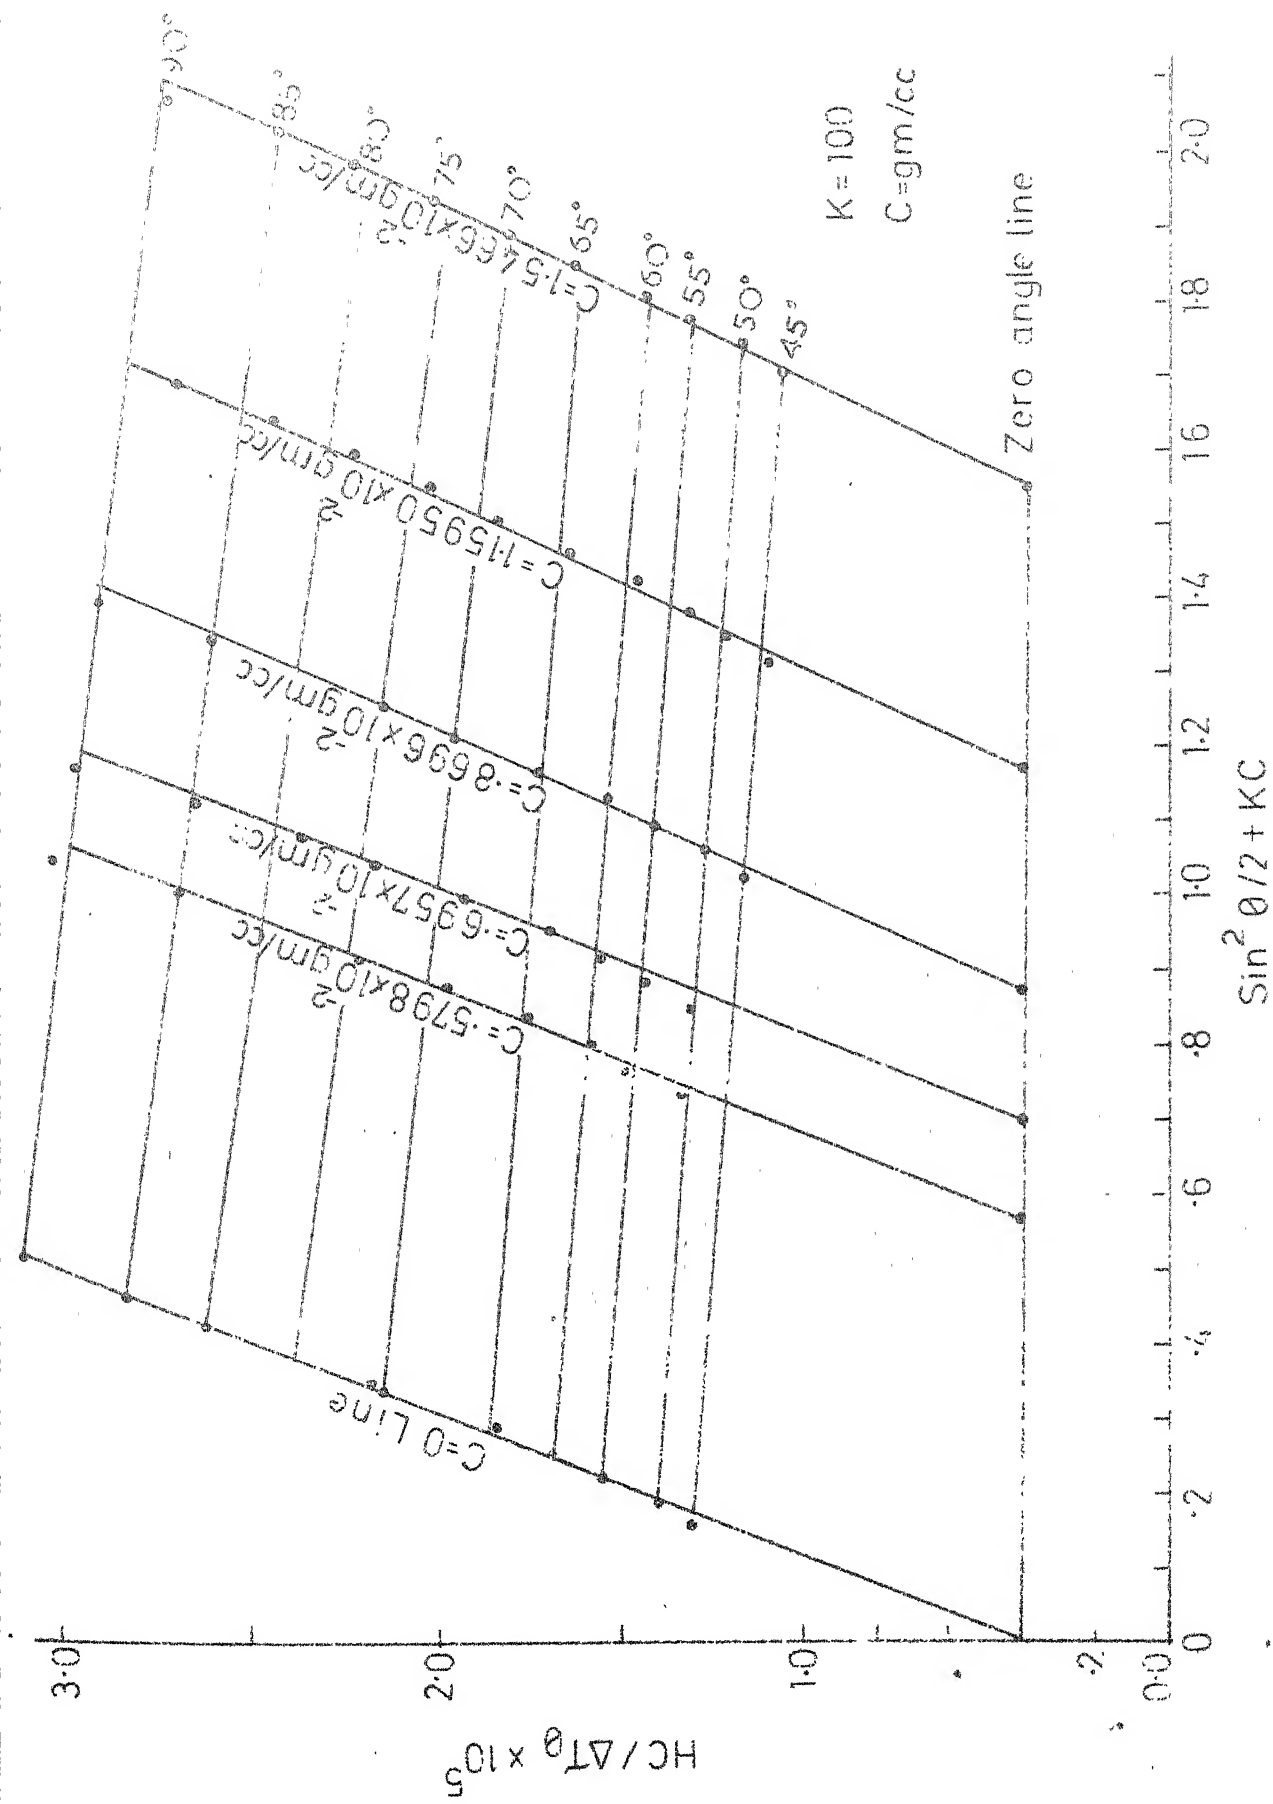 HC/ΔTθ ×10⁵
3·0
2·0
1·0
·2
0·0
0
·2
·4
·6
·8
1·0
1·2
1·4
16
1·8
2·0
Sin² θ/2 + KC
C=0 Line
C=·5798×10⁻² gm/cc
C=·6957×10⁻² gm/cc
C=·8696×10⁻² gm/cc
C=1·15950×10⁻² gm/cc
C=1·5466×10⁻² gm/cc
90°
85°
80°
75°
70°
65°
60°
55°
50°
45°
K=100
C=gm/cc
Zero angle line